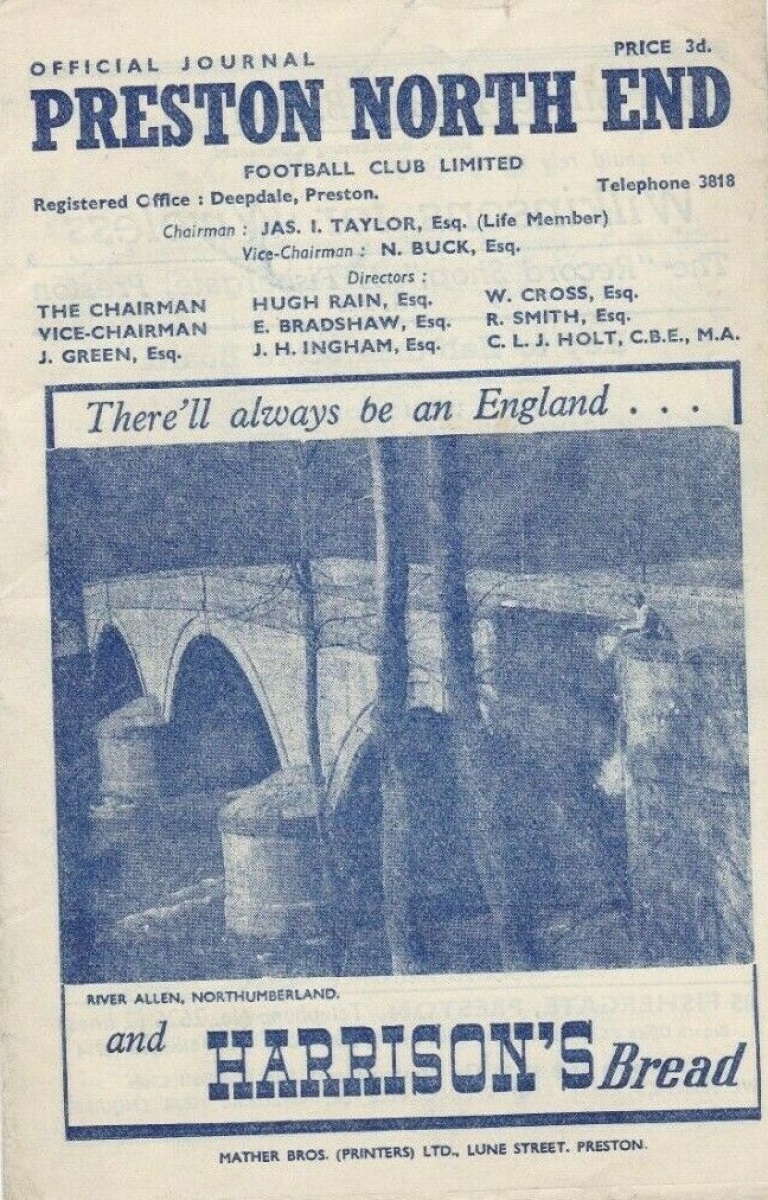 OFFICIAL JOURNAL PRICE 3d.
PRESTON NORTH END
FOOTBALL CLUB LIMITED
Registered Office : Deepdale, Preston. Telephone 3818
Chairman : JAS. I. TAYLOR, Esq. (Life Member)
Vice-Chairman : N. BUCK, Esq.
Directors :
THE CHAIRMAN HUGH RAIN, Esq. W. CROSS, Esq.
VICE-CHAIRMAN E. BRADSHAW, Esq. R. SMITH, Esq.
J. GREEN, Esq. J. H. INGHAM, Esq. C. L. J. HOLT, C.B.E., M.A.
There'll always be an England . . .
RIVER ALLEN, NORTHUMBERLAND.
and HARRISON'S Bread
MATHER BROS. (PRINTERS) LTD., LUNE STREET. PRESTON.